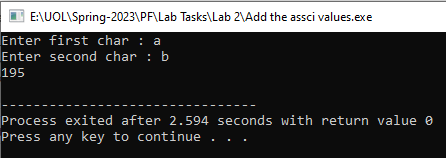 E:\UOL\Spring-2023\PF\Lab Tasks\Lab 2\Add the assci values.exe
Enter first char : a
Enter second char : b
195
--------------------------------
Process exited after 2.594 seconds with return value 0
Press any key to continue . . .